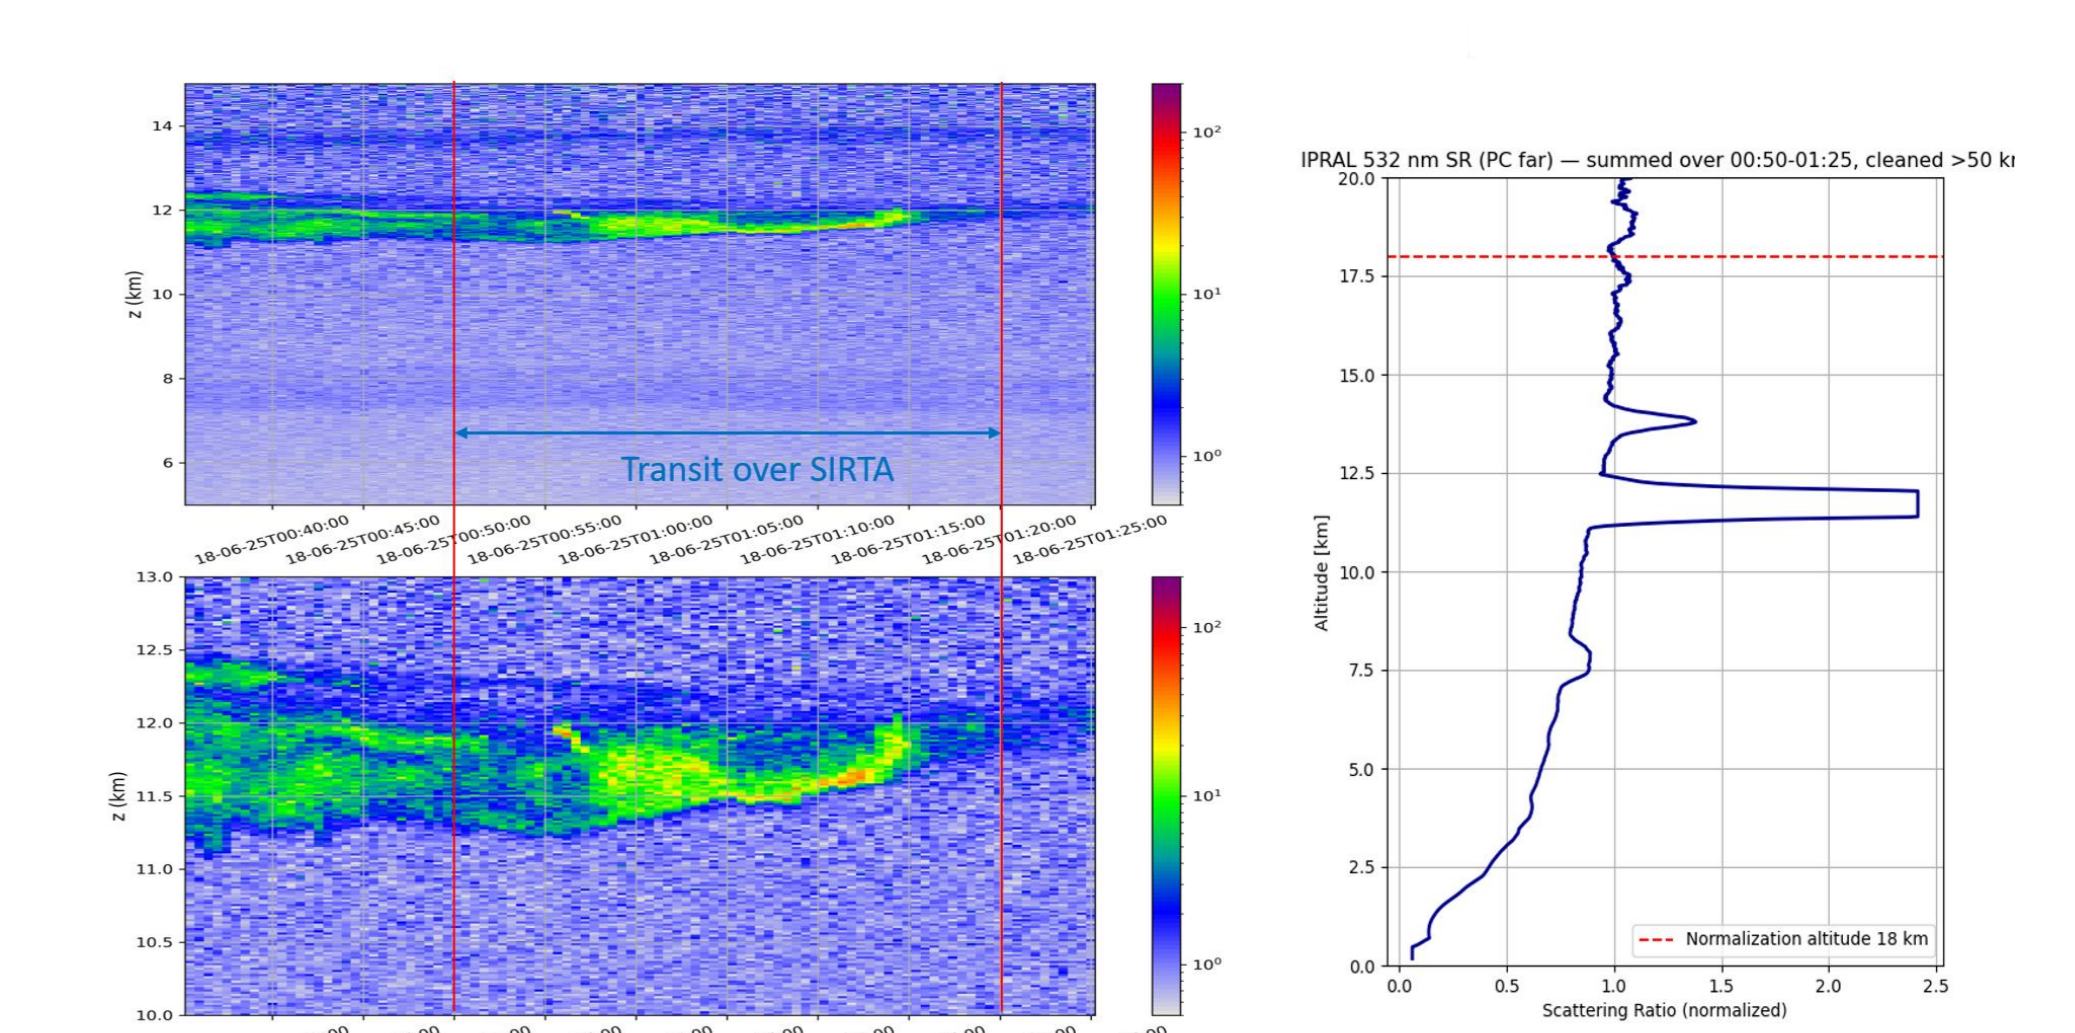 14
12
10
8
6
z (km)
Transit over SIRTA
10²
10¹
10⁰
18-06-25T00:40:00
18-06-25T00:45:00
18-06-25T00:50:00
18-06-25T00:55:00
18-06-25T01:00:00
18-06-25T01:05:00
18-06-25T01:10:00
18-06-25T01:15:00
18-06-25T01:20:00
18-06-25T01:25:00
13.0
12.5
12.0
11.5
11.0
10.5
10.0
z (km)
10²
10¹
10⁰
IPRAL 532 nm SR (PC far) — summed over 00:50-01:25, cleaned >50 
20.0
17.5
15.0
12.5
10.0
7.5
5.0
2.5
0.0
Altitude [km]
Normalization altitude 18 km
0.0 0.5 1.0 1.5 2.0 2.5
Scattering Ratio (normalized)